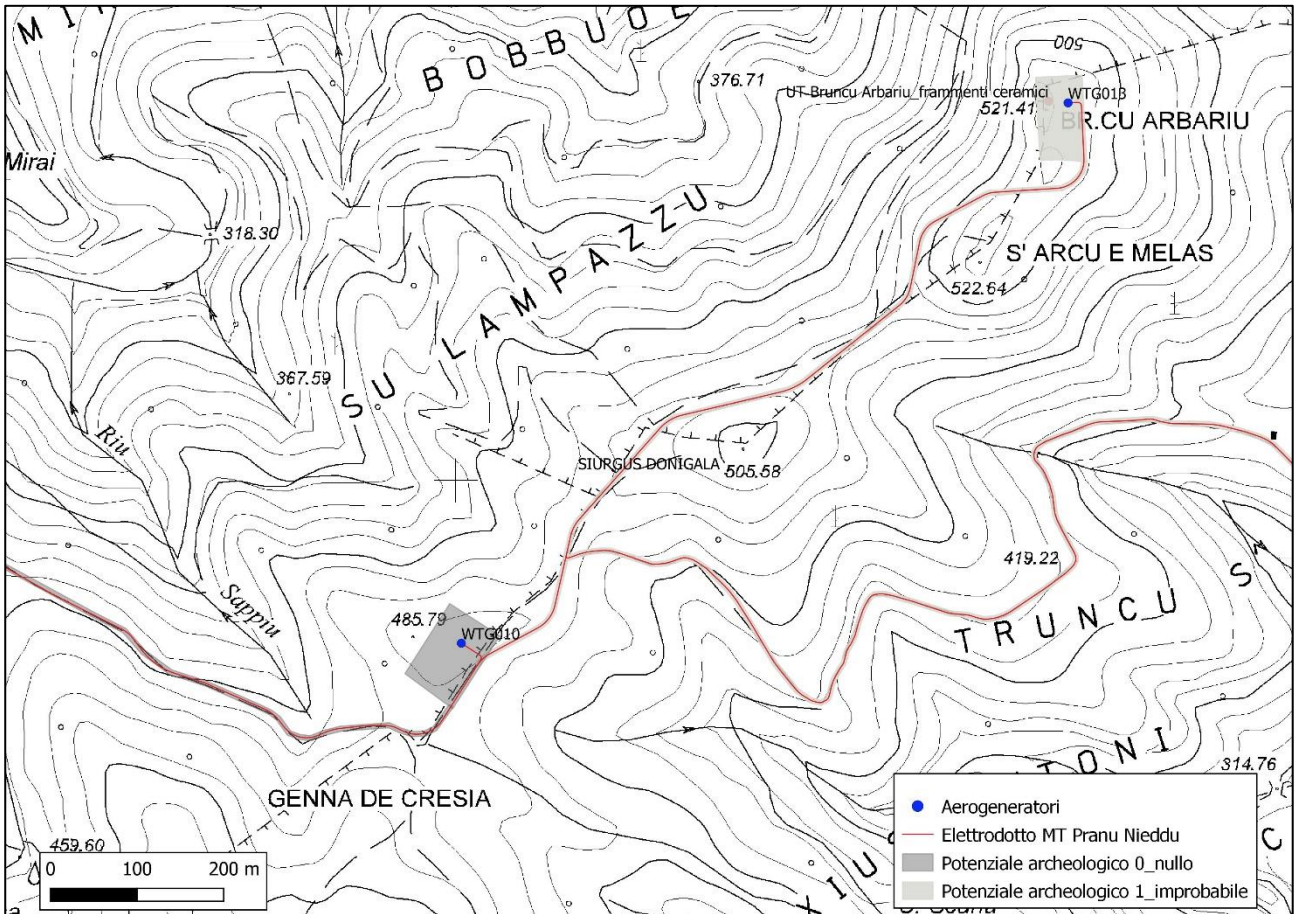 BOBBUOE
376.71
500
UT Bruncu Arbariu_frammenti ceramici
WTG013
521.41
BR.CU ARBARIU
Mirai
318.30
S' ARCU E MELAS
522.64
SU LAMPAZZU
367.59
Riu
Sappiu
SIURGUS DONIGALA
505.58
419.22
TRUNCU S
485.79
WTG010
GENNA DE CRESIA
459.60
314.76
0 100 200 m
Aerogeneratori
Elettrodotto MT Pranu Nieddu
Potenziale archeologico 0_nullo
Potenziale archeologico 1_improbabile